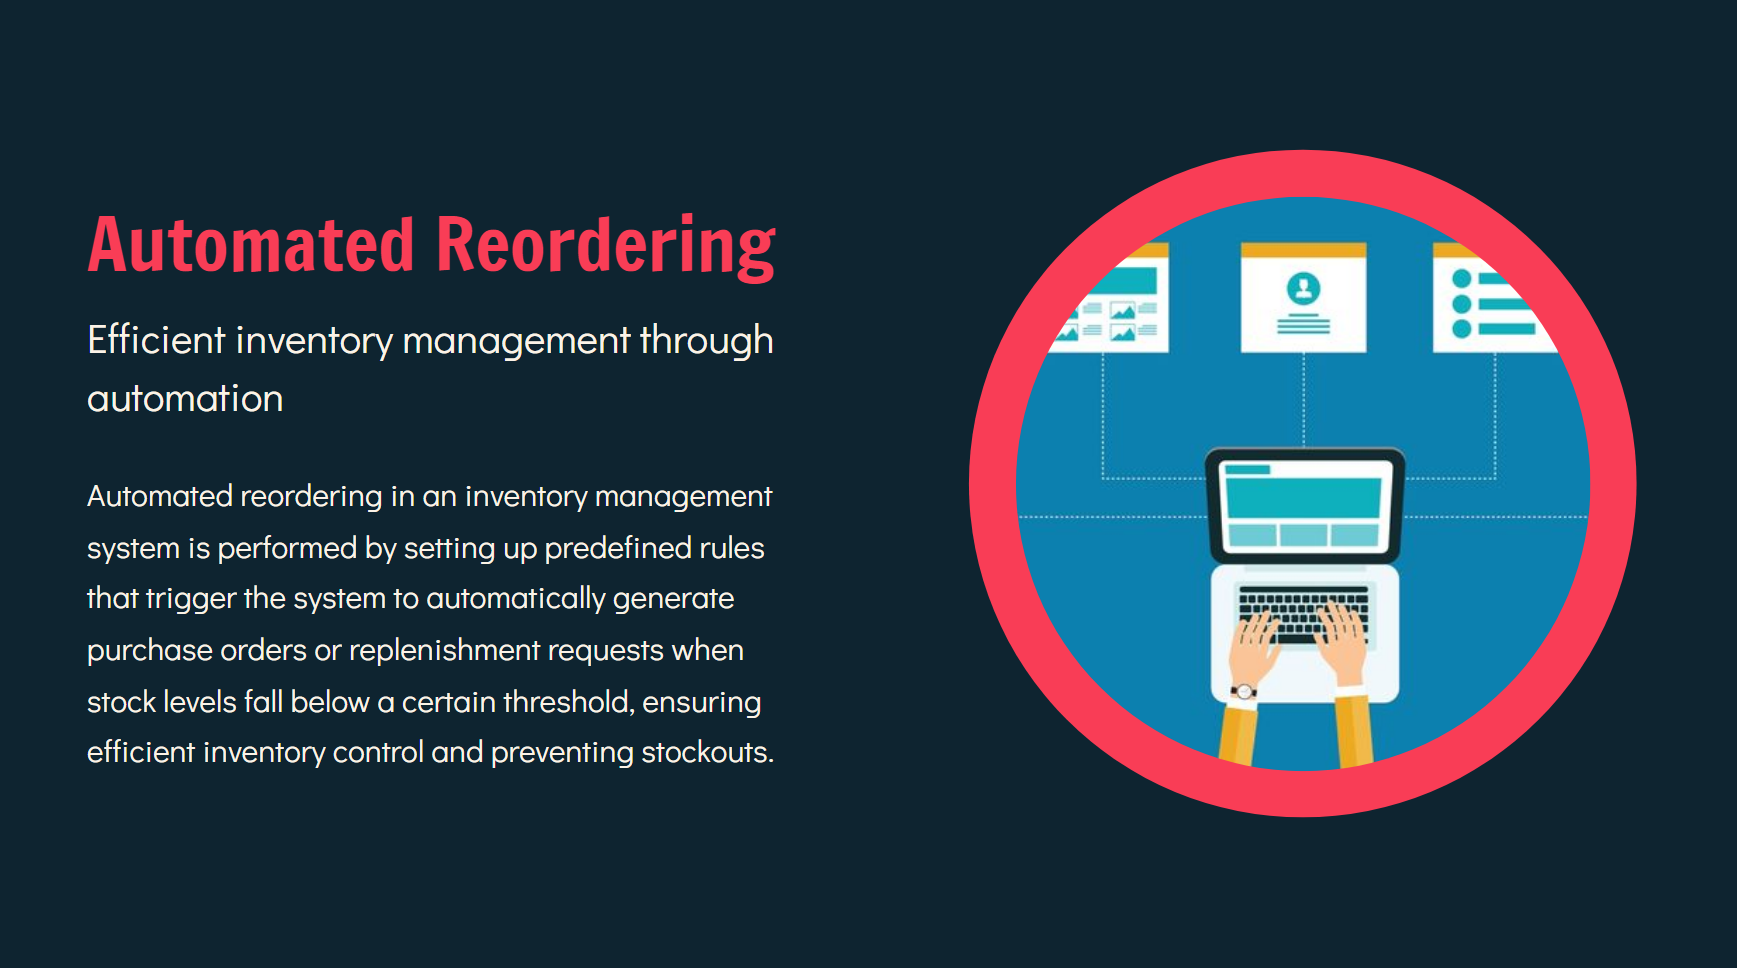 Automated Reordering
Efficient inventory management through
automation
Automated reordering in an inventory management
system is performed by setting up predefined rules
that trigger the system to automatically generate
purchase orders or replenishment requests when
stock levels fall below a certain threshold, ensuring
efficient inventory control and preventing stockouts.